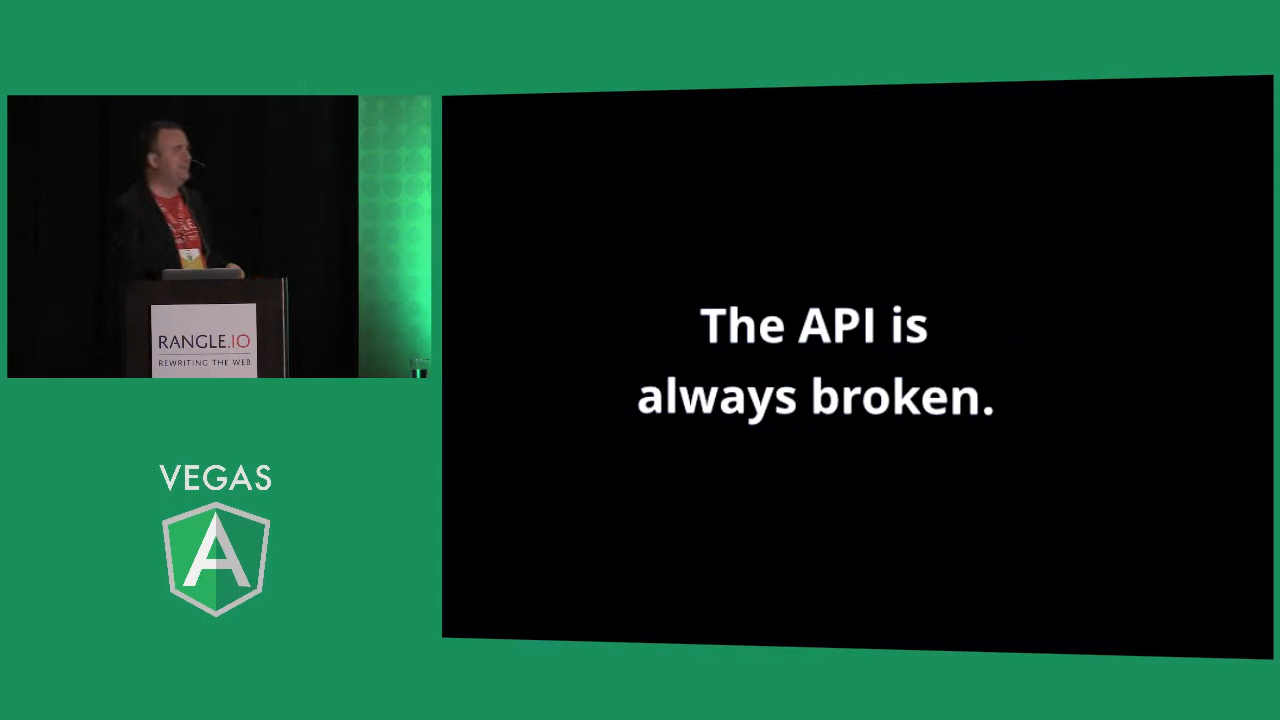 RANGLE.IO
REWRITING THE WEB
VEGAS
A
The API is
always broken.